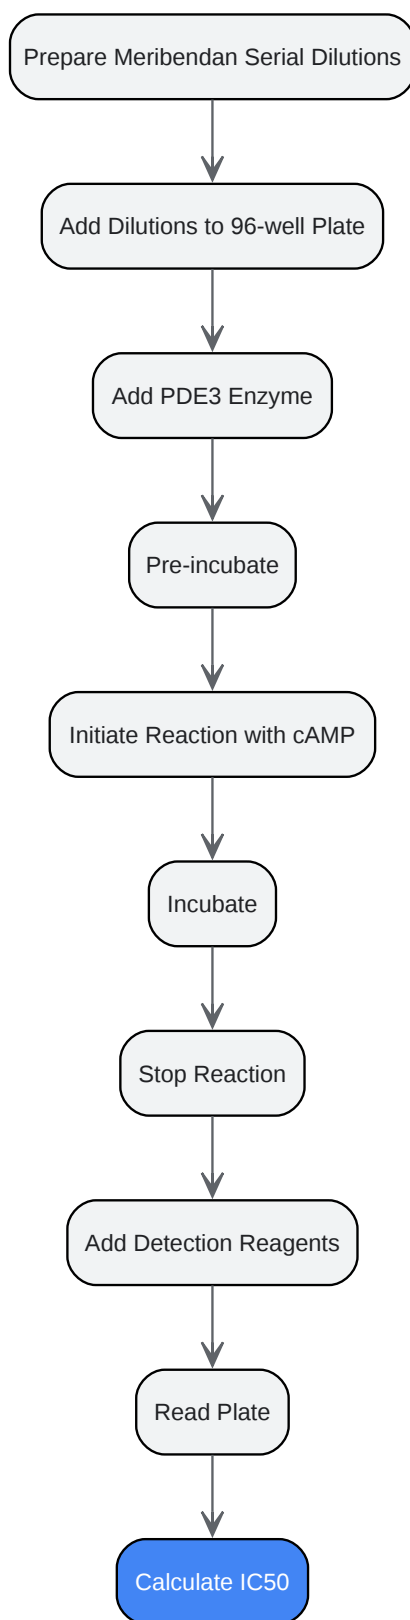 Prepare Meribendan Serial Dilutions
Add Dilutions to 96-well Plate
Add PDE3 Enzyme
Pre-incubate
Initiate Reaction with cAMP
Incubate
Stop Reaction
Add Detection Reagents
Read Plate
Calculate IC50